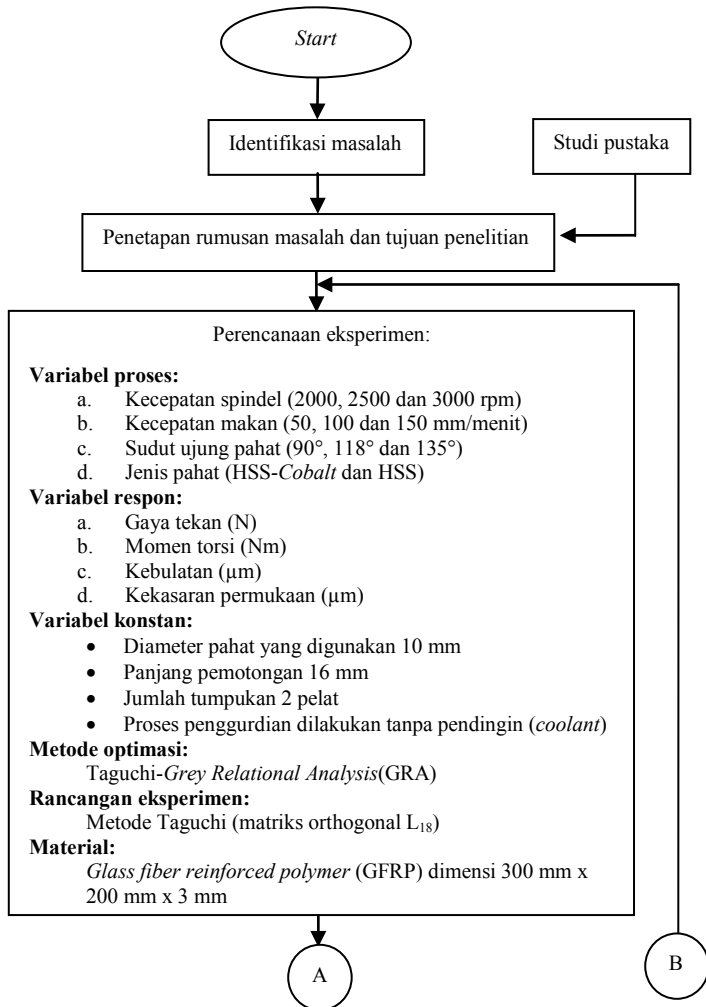 Start
Identifikasi masalah
Studi pustaka
Penetapan rumusan masalah dan tujuan penelitian
Perencanaan eksperimen:
Variabel proses:
a. Kecepatan spindel (2000, 2500 dan 3000 rpm)
b. Kecepatan makan (50, 100 dan 150 mm/menit)
c. Sudut ujung pahat (90°, 118° dan 135°)
d. Jenis pahat (HSS-Cobalt dan HSS)
Variabel respon:
a. Gaya tekan (N)
b. Momen torsi (Nm)
c. Kebulatan (µm)
d. Kekasaran permukaan (µm)
Variabel konstan:
• Diameter pahat yang digunakan 10 mm
• Panjang pemotongan 16 mm
• Jumlah tumpukan 2 pelat
• Proses penggurdian dilakukan tanpa pendingin (coolant)
Metode optimasi:
Taguchi-Grey Relational Analysis(GRA)
Rancangan eksperimen:
Metode Taguchi (matriks orthogonal L₁₈)
Material:
Glass fiber reinforced polymer (GFRP) dimensi 300 mm x
200 mm x 3 mm
A
B